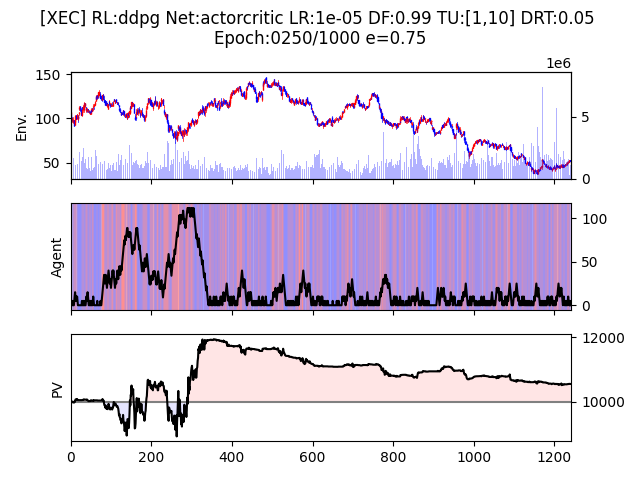 [XEC] RL:ddpg Net:actorcritic LR:1e-05 DF:0.99 TU:[1,10] DRT:0.05
Epoch:0250/1000 e=0.75
1e6
150
100
50
Env.
5
0
Agent
100
50
0
PV
12000
10000
0
200
400
600
800
1000
1200